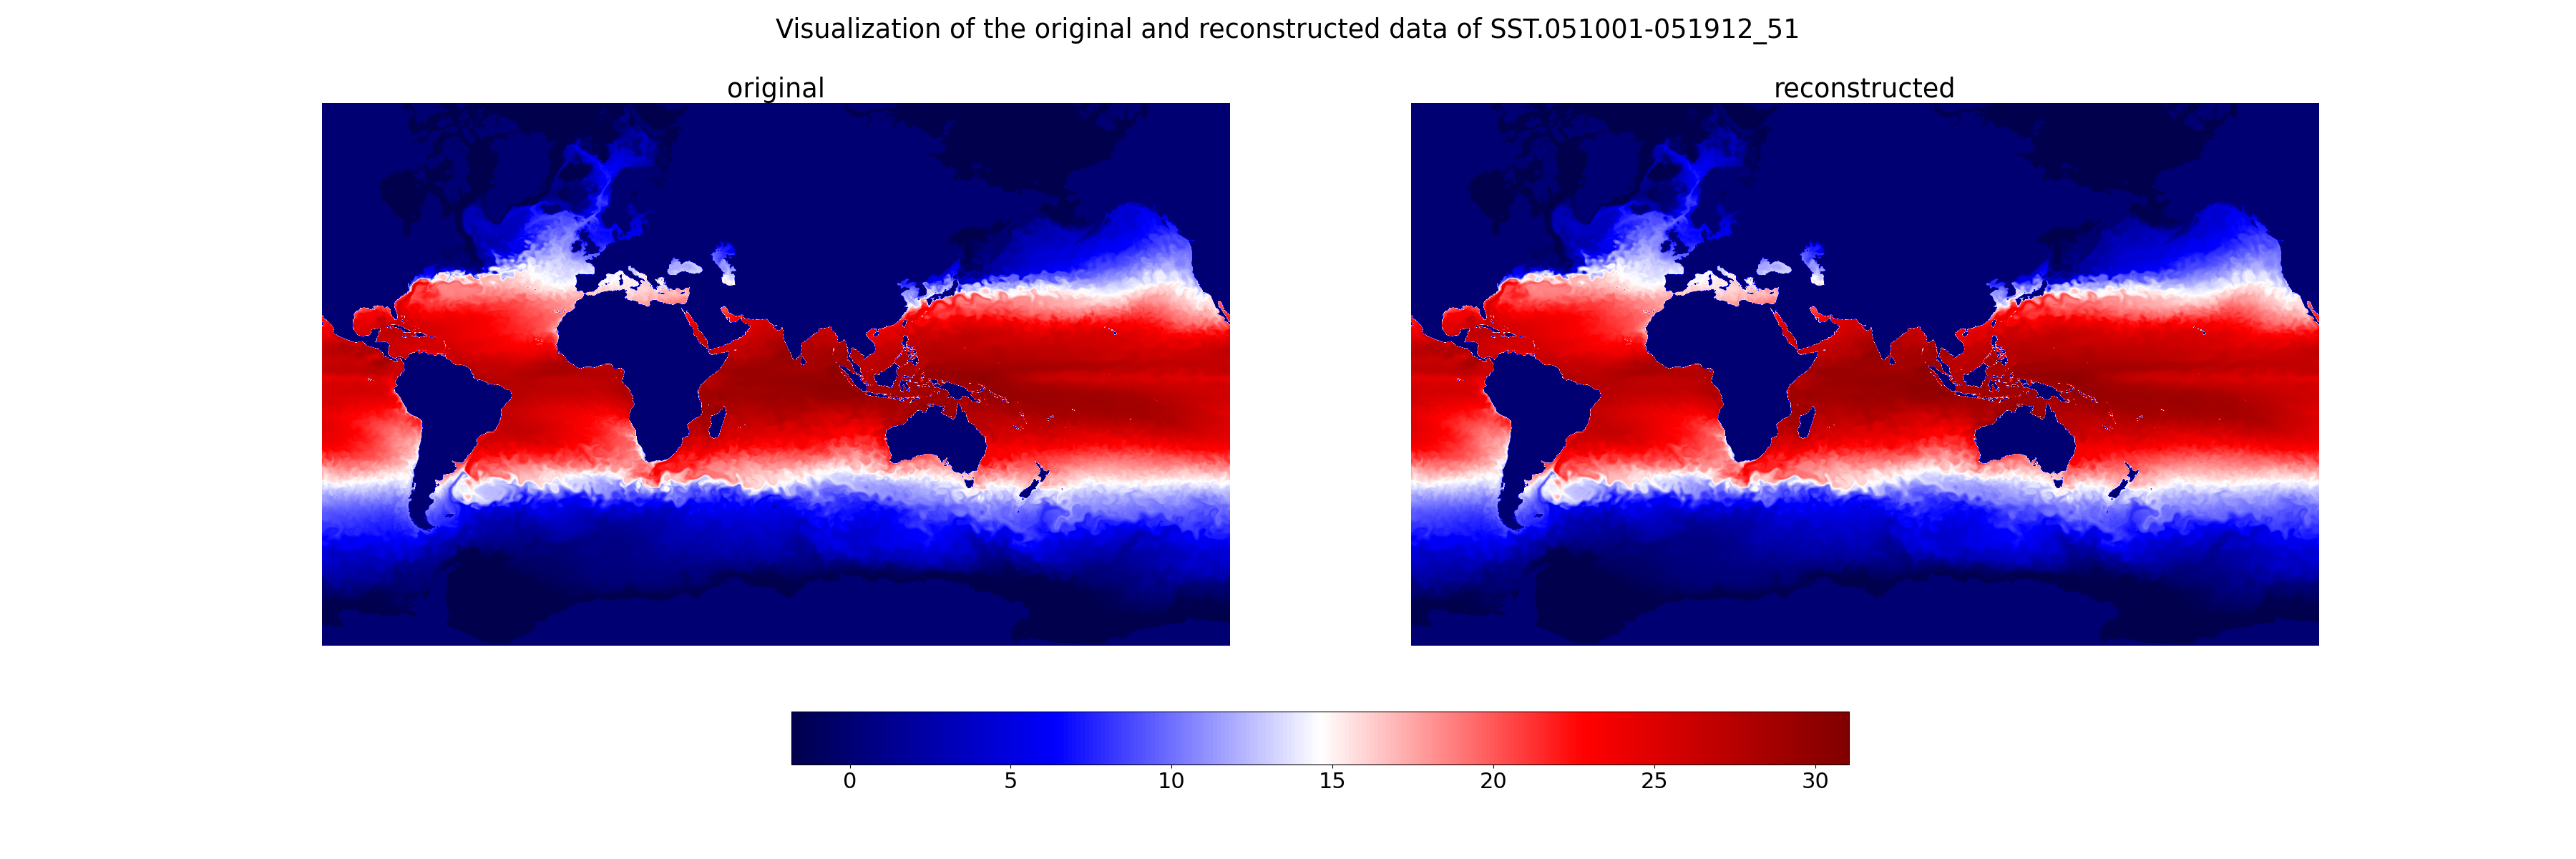 Visualization of the original and reconstructed data of SST.051001-051912_51
original
reconstructed
0 5 10 15 20 25 30